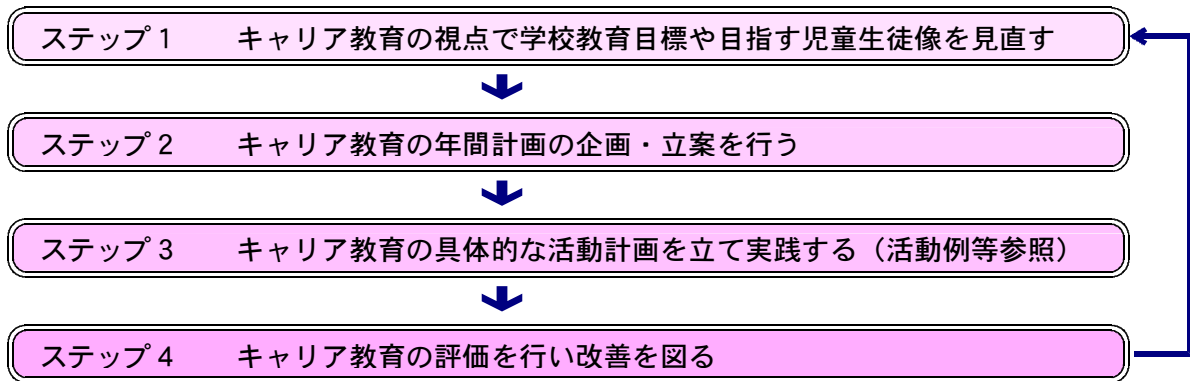 ステップ１　キャリア教育の視点で学校教育目標や目指す児童生徒像を見直す
ステップ２　キャリア教育の年間計画の企画・立案を行う
ステップ３　キャリア教育の具体的な活動計画を立て実践する（活動例等参照）
ステップ４　キャリア教育の評価を行い改善を図る